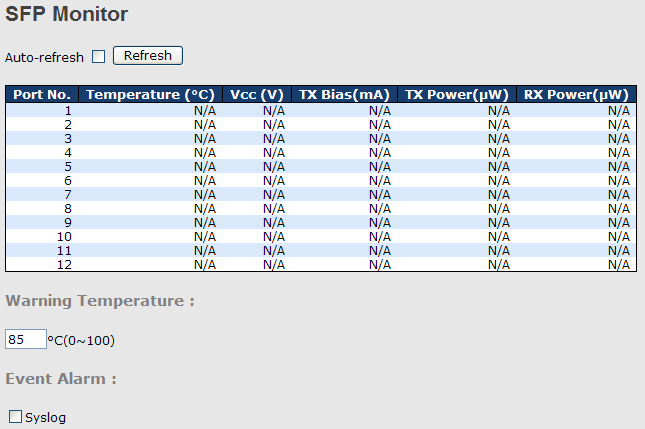 SFP Monitor
Auto-refresh Refresh
Port No. Temperature (°C) Vcc (V) TX Bias(mA) TX Power(μW) RX Power(μW)
1 N/A N/A N/A N/A N/A
2 N/A N/A N/A N/A N/A
3 N/A N/A N/A N/A N/A
4 N/A N/A N/A N/A N/A
5 N/A N/A N/A N/A N/A
6 N/A N/A N/A N/A N/A
7 N/A N/A N/A N/A N/A
8 N/A N/A N/A N/A N/A
9 N/A N/A N/A N/A N/A
10 N/A N/A N/A N/A N/A
11 N/A N/A N/A N/A N/A
12 N/A N/A N/A N/A N/A
Warning Temperature :
85 °C(0~100)
Event Alarm :
Syslog